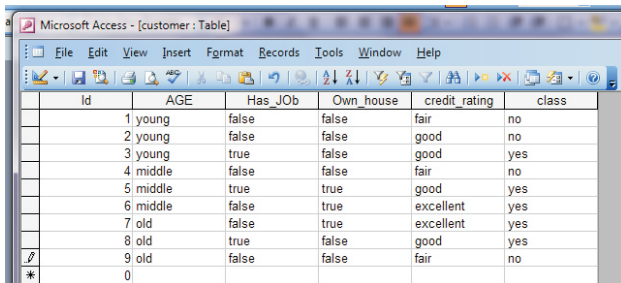 Microsoft Access - [customer : Table]
File Edit View Insert Format Records Tools Window Help
Id AGE Has_JOb Own_house credit_rating class
1 young false false fair no
2 young false false good no
3 young true false good yes
4 middle false false fair no
5 middle true true good yes
6 middle false true excellent yes
7 old false true excellent yes
8 old true false good yes
9 old false false fair no
0